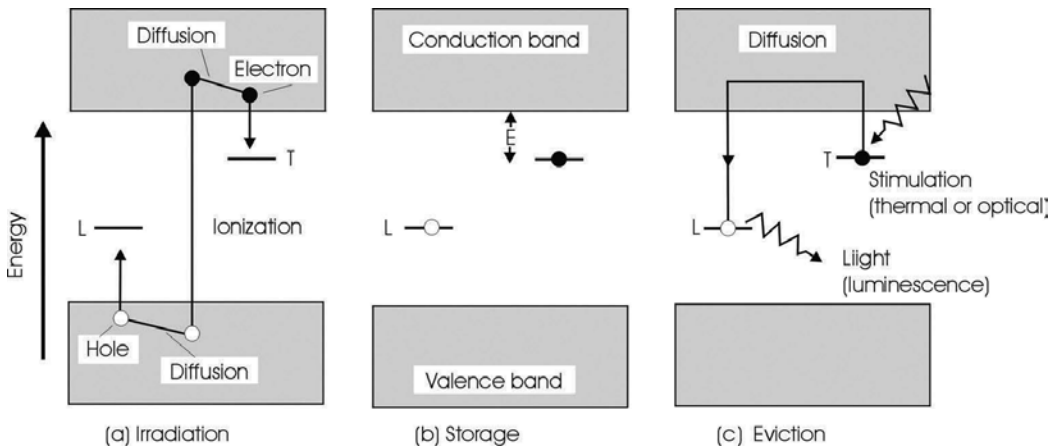 Energy
Diffusion
Electron
T
L
Ionization
Hole
Diffusion
(a) Irradiation
Conduction band
E
L
Valence band
(b) Storage
Diffusion
T
Stimulation
(thermal or optical)
L
Liight
(luminescence)
(c) Eviction